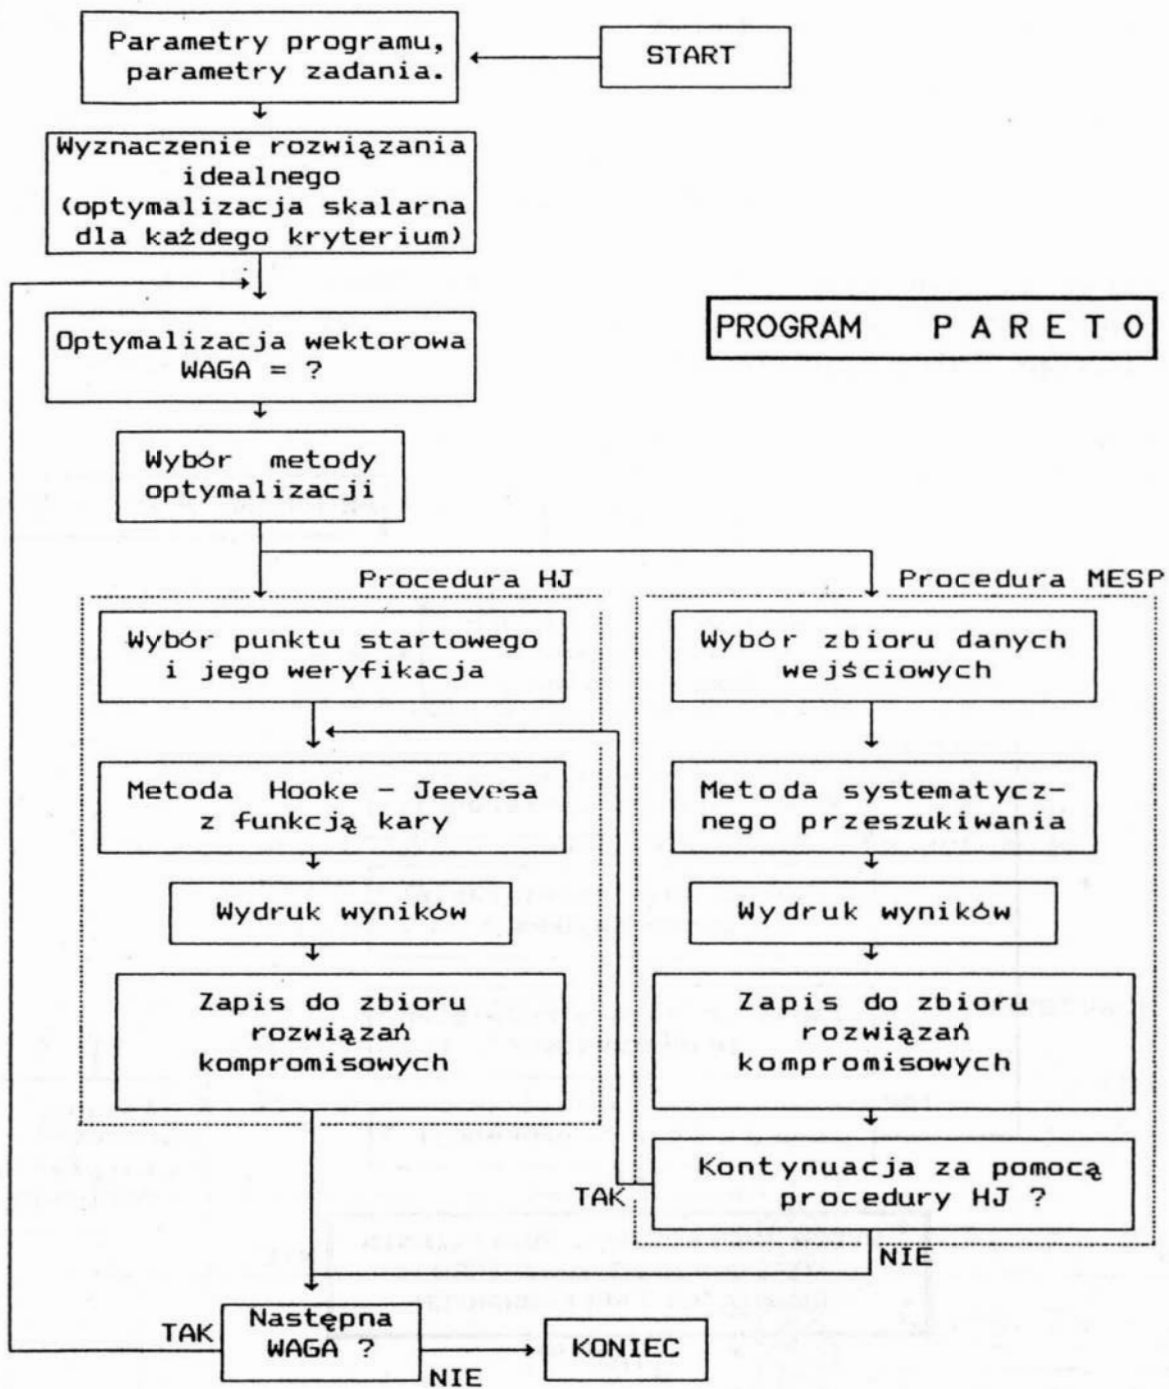 Parametry programu,
parametry zadania.
START
Wyznaczenie rozwiązania
idealnego
(optymalizacja skalarna
dla każdego kryterium)
PROGRAM PARETO
Optymalizacja wektorowa
WAGA = ?
Wybór metody
optymalizacji
Procedura HJ
Wybór punktu startowego
i jego weryfikacja
Metoda Hooke - Jeevesa
z funkcją kary
Wydruk wyników
Zapis do zbioru
rozwiązań
kompromisowych
Procedura MESP
Wybór zbioru danych
wejściowych
Metoda systematycz-
nego przeszukiwania
Wydruk wyników
Zapis do zbioru
rozwiązań
kompromisowych
Kontynuacja za pomocą
procedury HJ ?
TAK
NIE
Następna
WAGA ?
TAK
NIE
KONIEC